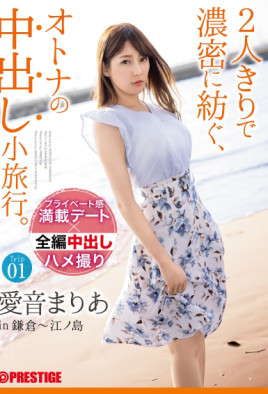 2人きりで
濃密に紡ぐ、
オトナの
中出し
小旅行。
プライベート感
満載デート
×
全編中出し
ハメ撮り
Trip
01
愛音まりあ
in 鎌倉〜江ノ島
PRESTIGE